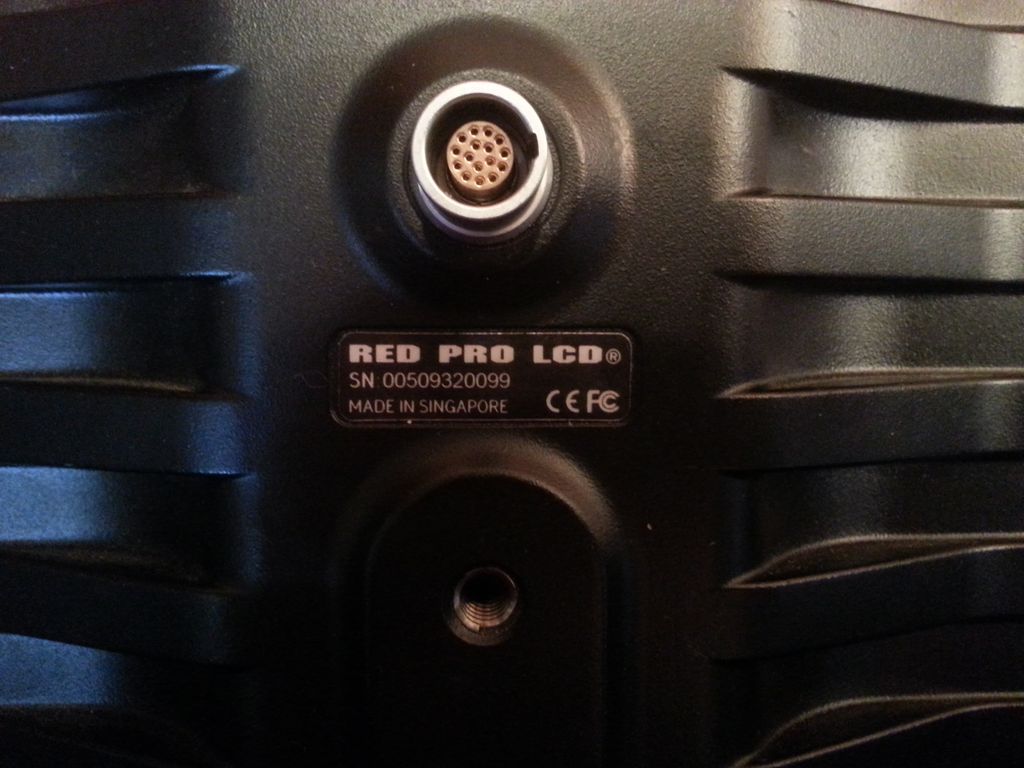 RED PRO LCD®
SN 00509320099
MADE IN SINGAPORE CE FC